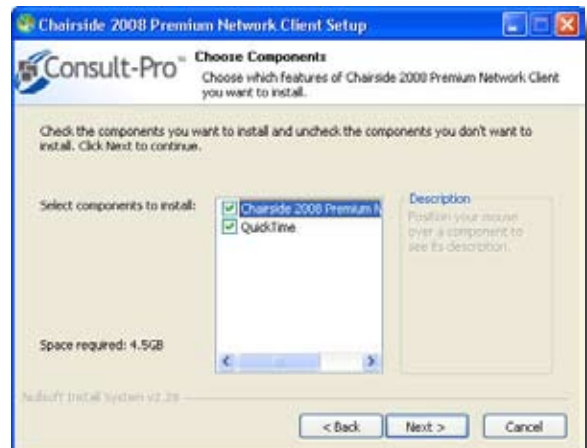 Chairside 2008 Premium Network Client Setup
Consult-Pro™
Choose Components
Choose which features of Chairside 2008 Premium Network Client
you want to install.
Check the components you want to install and uncheck the components you don't want to
install. Click Next to continue.
Select components to install:
Chairside 2008 Premium N
QuickTime
Description
Position your mouse
over a component to
see its description.
Space required: 4.5GB
Nullsoft Install System v2.28
< Back
Next >
Cancel